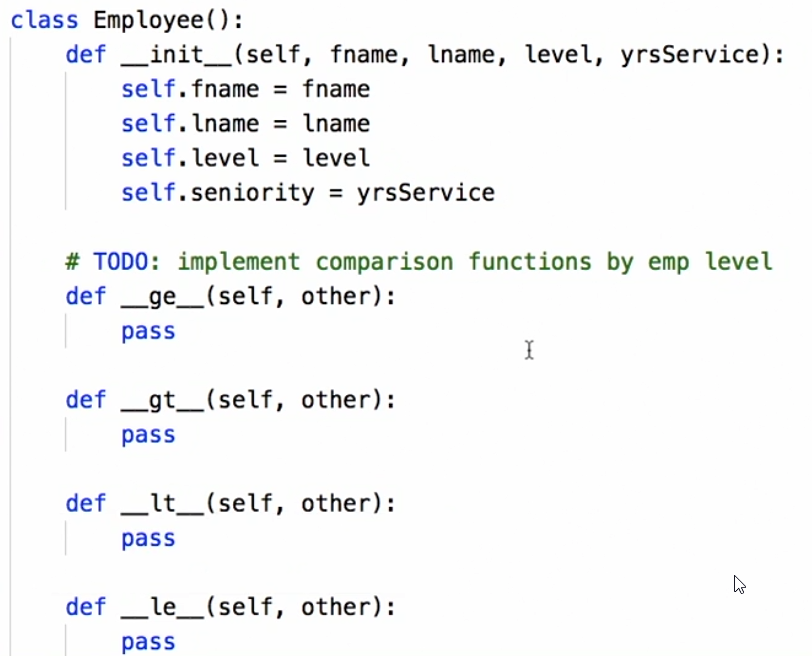 class Employee():
    def __init__(self, fname, lname, level, yrsService):
        self.fname = fname
        self.lname = lname
        self.level = level
        self.seniority = yrsService

    # TODO: implement comparison functions by emp level
    def __ge__(self, other):
        pass

    def __gt__(self, other):
        pass

    def __lt__(self, other):
        pass

    def __le__(self, other):
        pass